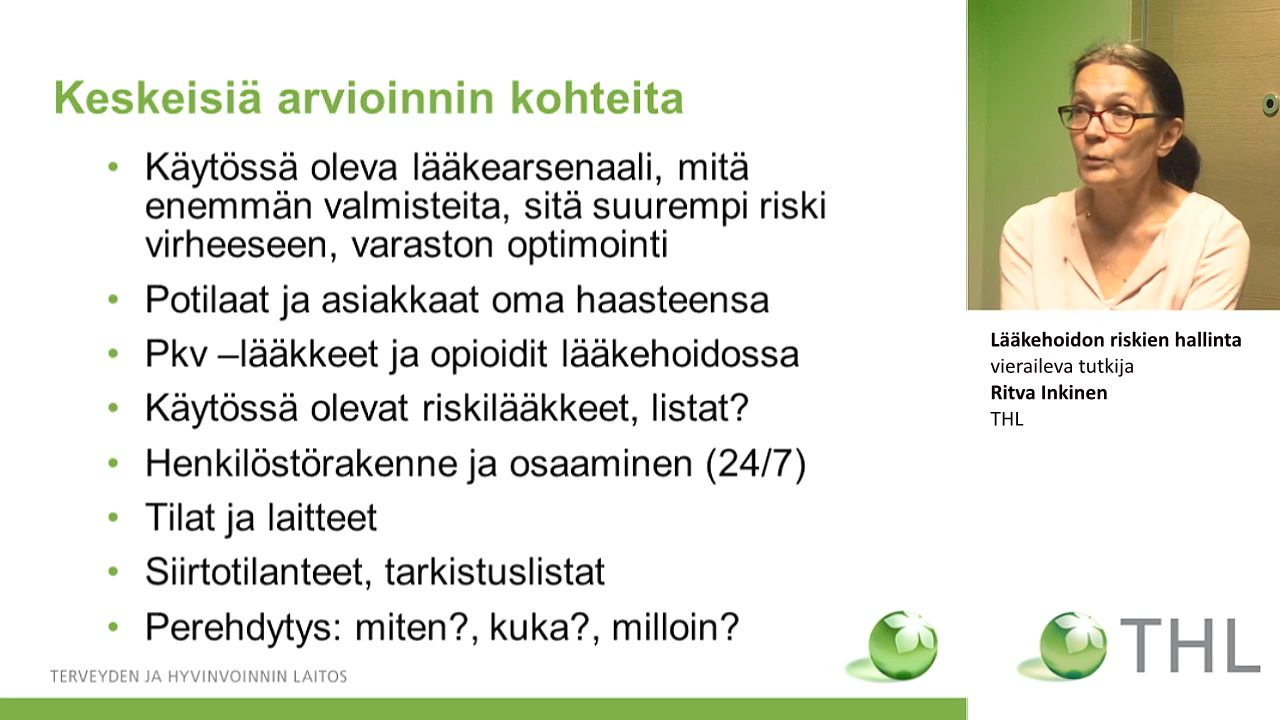 Keskeisiä arvioinnin kohteita
• Käytössä oleva lääkearsenaali, mitä
enemmän valmisteita, sitä suurempi riski
virheeseen, varaston optimointi
• Potilaat ja asiakkaat oma haasteensa
• Pkv –lääkkeet ja opioidit lääkehoidossa
• Käytössä olevat riskilääkkeet, listat?
• Henkilöstörakenne ja osaaminen (24/7)
• Tilat ja laitteet
• Siirtotilanteet, tarkistuslistat
• Perehdytys: miten?, kuka?, milloin?
TERVEYDEN JA HYVINVOINNIN LAITOS
Lääkehoidon riskien hallinta
vieraileva tutkija
Ritva Inkinen
THL
THL